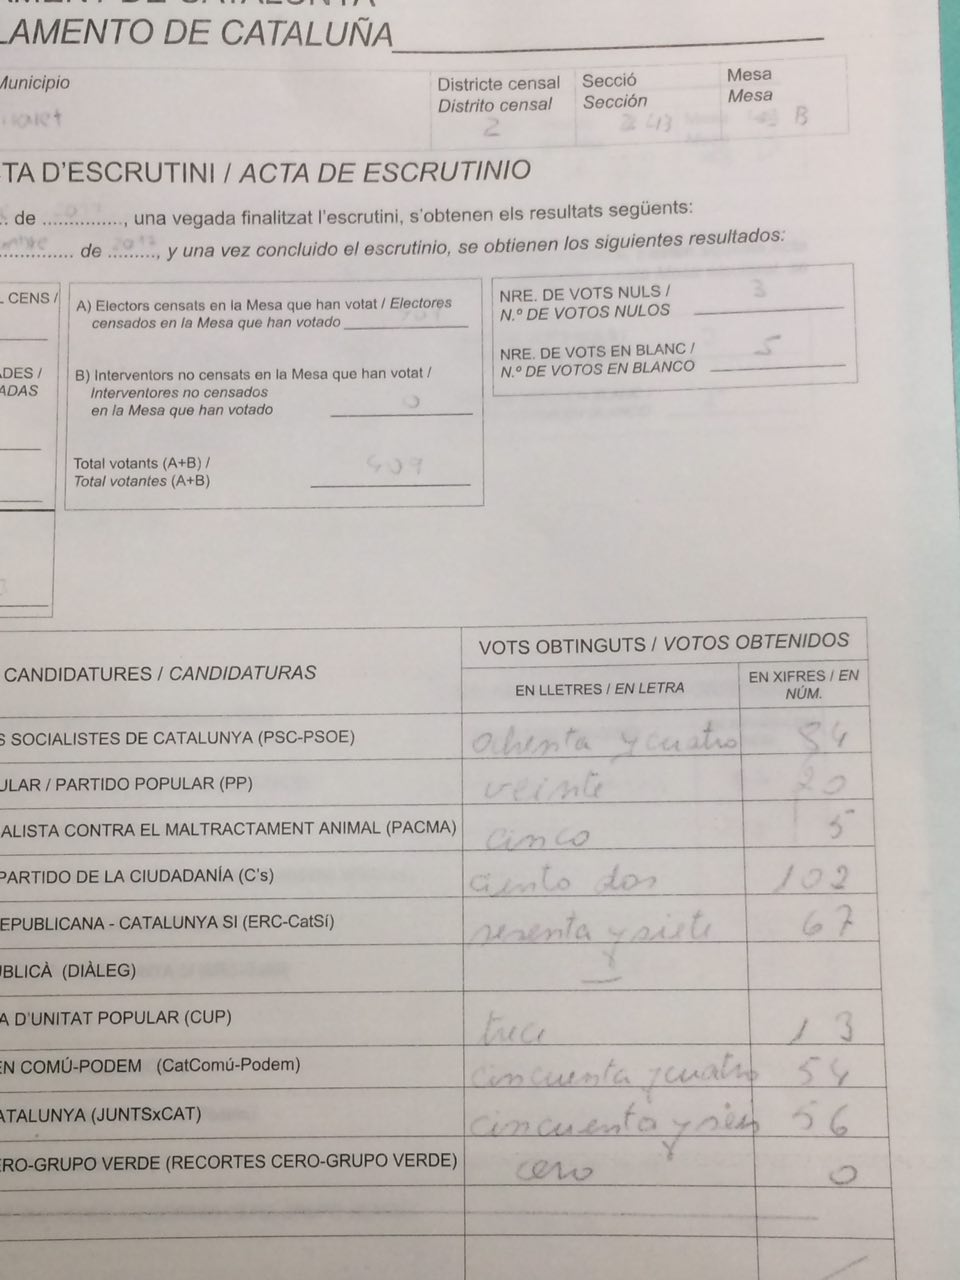 LAMENTO DE CATALUÑA
Municipio
Districte censal
Distrito censal
Secció
Sección
Mesa
Mesa
2
B
TA D'ESCRUTINI / ACTA DE ESCRUTINIO
.. de .............., una vegada finalitzat l'escrutini, s'obtenen els resultats següents:
.............. de ........., y una vez concluido el escrutinio, se obtienen los siguientes resultados:
L CENS /
ADES /
ADAS
A) Electors censats en la Mesa que han votat / Electores
censados en la Mesa que han votado
B) Interventors no censats en la Mesa que han votat /
Interventores no censados
en la Mesa que han votado 0
Total votants (A+B) /
Total votantes (A+B) 409
NRE. DE VOTS NULS /
N.º DE VOTOS NULOS 3
NRE. DE VOTS EN BLANC /
N.º DE VOTOS EN BLANCO 5
CANDIDATURES / CANDIDATURAS
VOTS OBTINGUTS / VOTOS OBTENIDOS
EN LLETRES / EN LETRA
EN XIFRES / EN
NÚM.
S SOCIALISTES DE CATALUNYA (PSC-PSOE) ochenta y cuatro 84
ULAR / PARTIDO POPULAR (PP) veinte 20
ALISTA CONTRA EL MALTRACTAMENT ANIMAL (PACMA) cinco 5
PARTIDO DE LA CIUDADANÍA (C's) ciento dos 102
EPUBLICANA - CATALUNYA SI (ERC-CatSí) sesenta y siete 67
BLICÀ (DIÀLEG)
A D'UNITAT POPULAR (CUP) trece 13
EN COMÚ-PODEM (CatComú-Podem) cincuenta y cuatro 54
ATALUNYA (JUNTSxCAT) cincuenta y seis 56
ERO-GRUPO VERDE (RECORTES CERO-GRUPO VERDE) cero 0